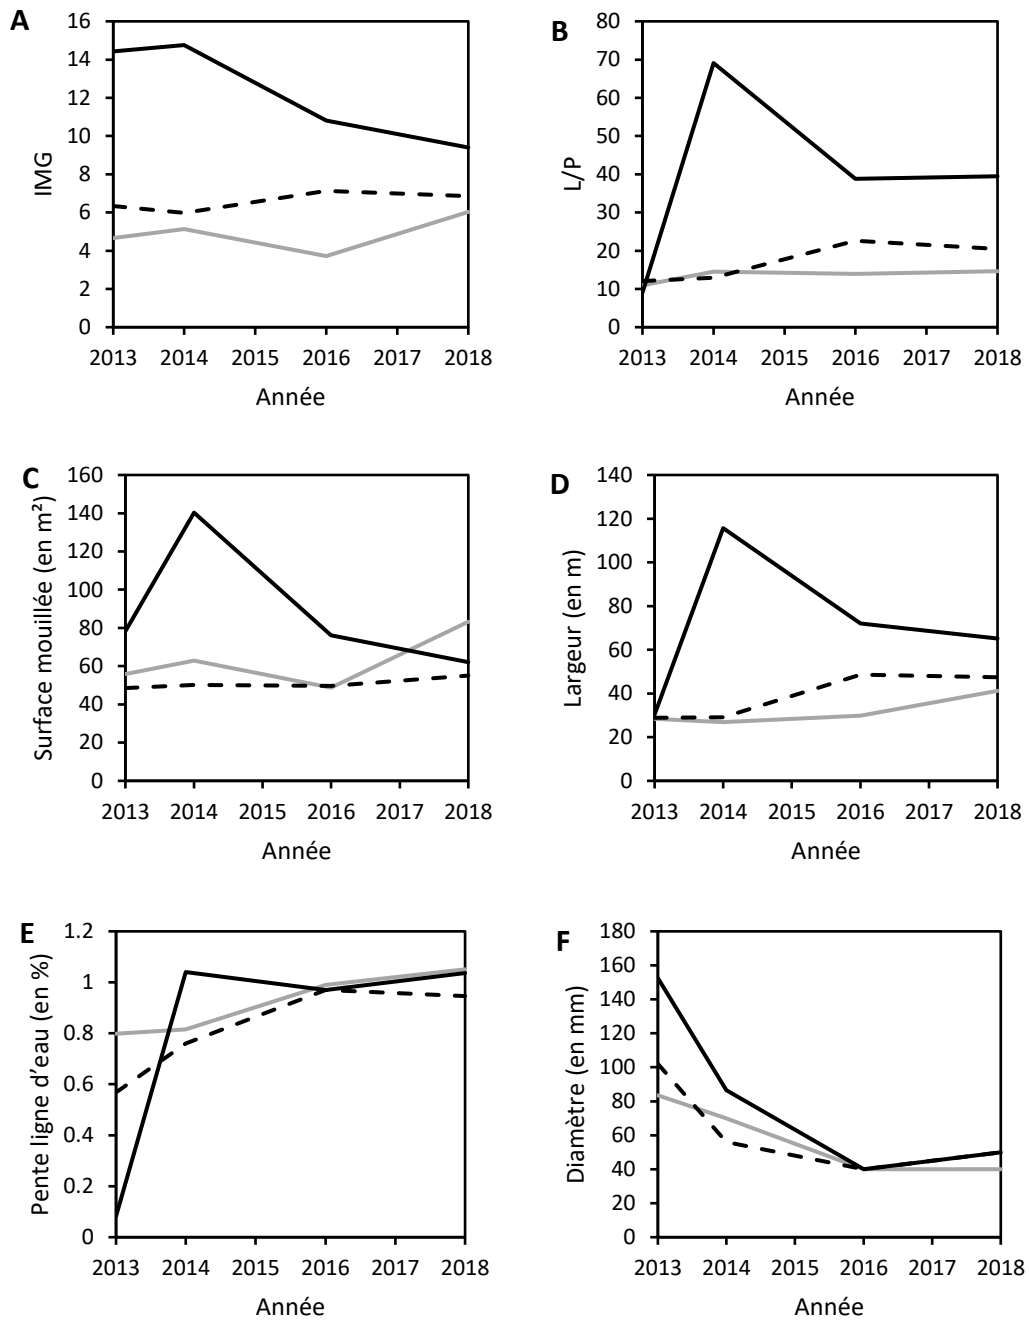 A
IMG
16
14
12
10
8
6
4
2
0
2013 2014 2015 2016 2017 2018
Année
B
L/P
80
70
60
50
40
30
20
10
0
2013 2014 2015 2016 2017 2018
Année
C
Surface mouillée (en m²)
160
140
120
100
80
60
40
20
0
2013 2014 2015 2016 2017 2018
Année
D
Largeur (en m)
140
120
100
80
60
40
20
0
2013 2014 2015 2016 2017 2018
Année
E
Pente ligne d'eau (en %)
1.2
1
0.8
0.6
0.4
0.2
0
2013 2014 2015 2016 2017 2018
Année
F
Diamètre (en mm)
180
160
140
120
100
80
60
40
20
0
2013 2014 2015 2016 2017 2018
Année